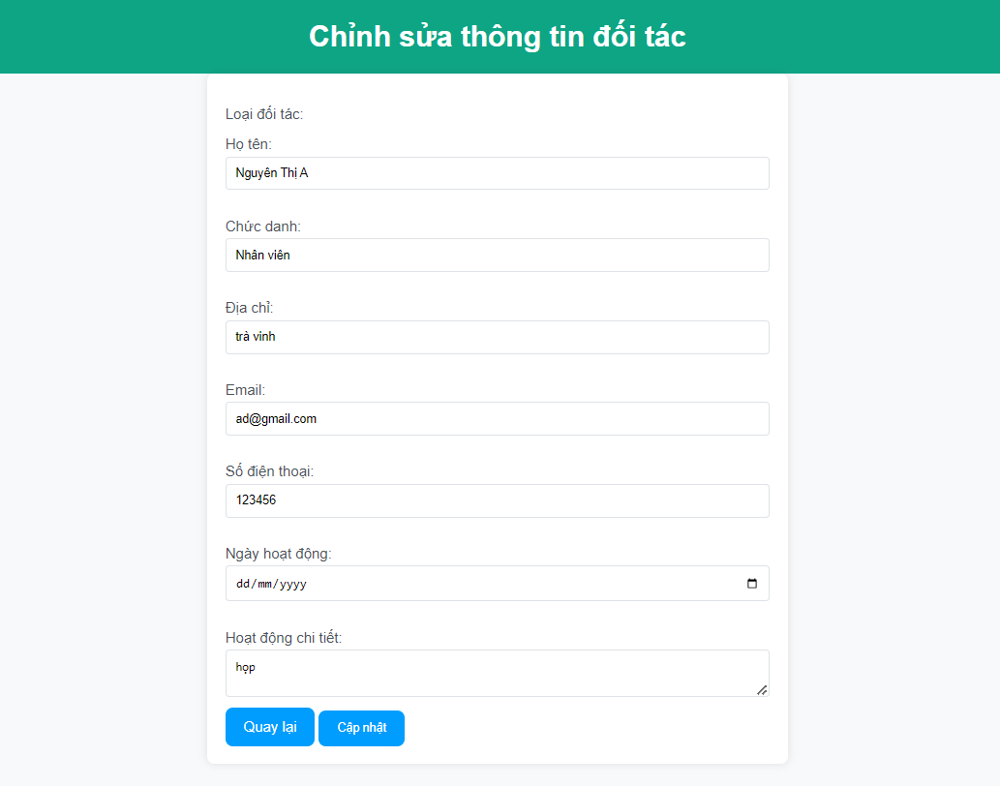 Chỉnh sửa thông tin đối tác
Loại đối tác:
Họ tên:
Nguyên Thị A
Chức danh:
Nhân viên
Địa chỉ:
trà vinh
Email:
ad@gmail.com
Số điện thoại:
123456
Ngày hoạt động:
dd/mm/yyyy
Hoạt động chi tiết:
họp
Quay lại Cập nhật